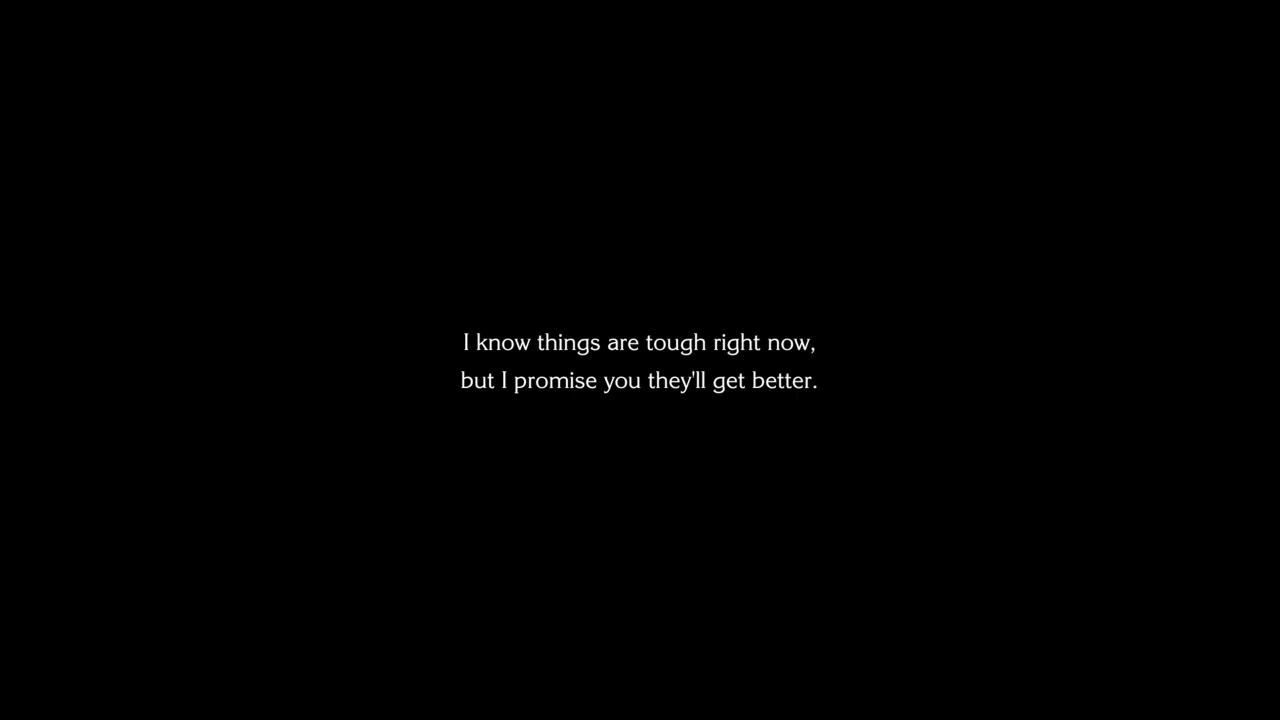 I know things are tough right now,
but I promise you they'll get better.